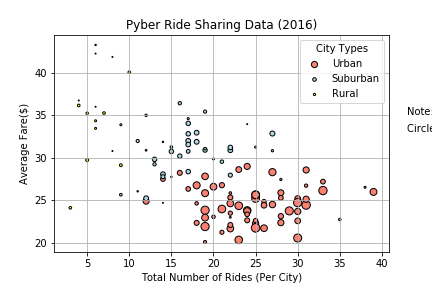 Pyber Ride Sharing Data (2016)
City Types
Urban
Suburban
Rural
Note:
Circle
40
35
30
25
20
Average Fare($)
5 10 15 20 25 30 35 40
Total Number of Rides (Per City)